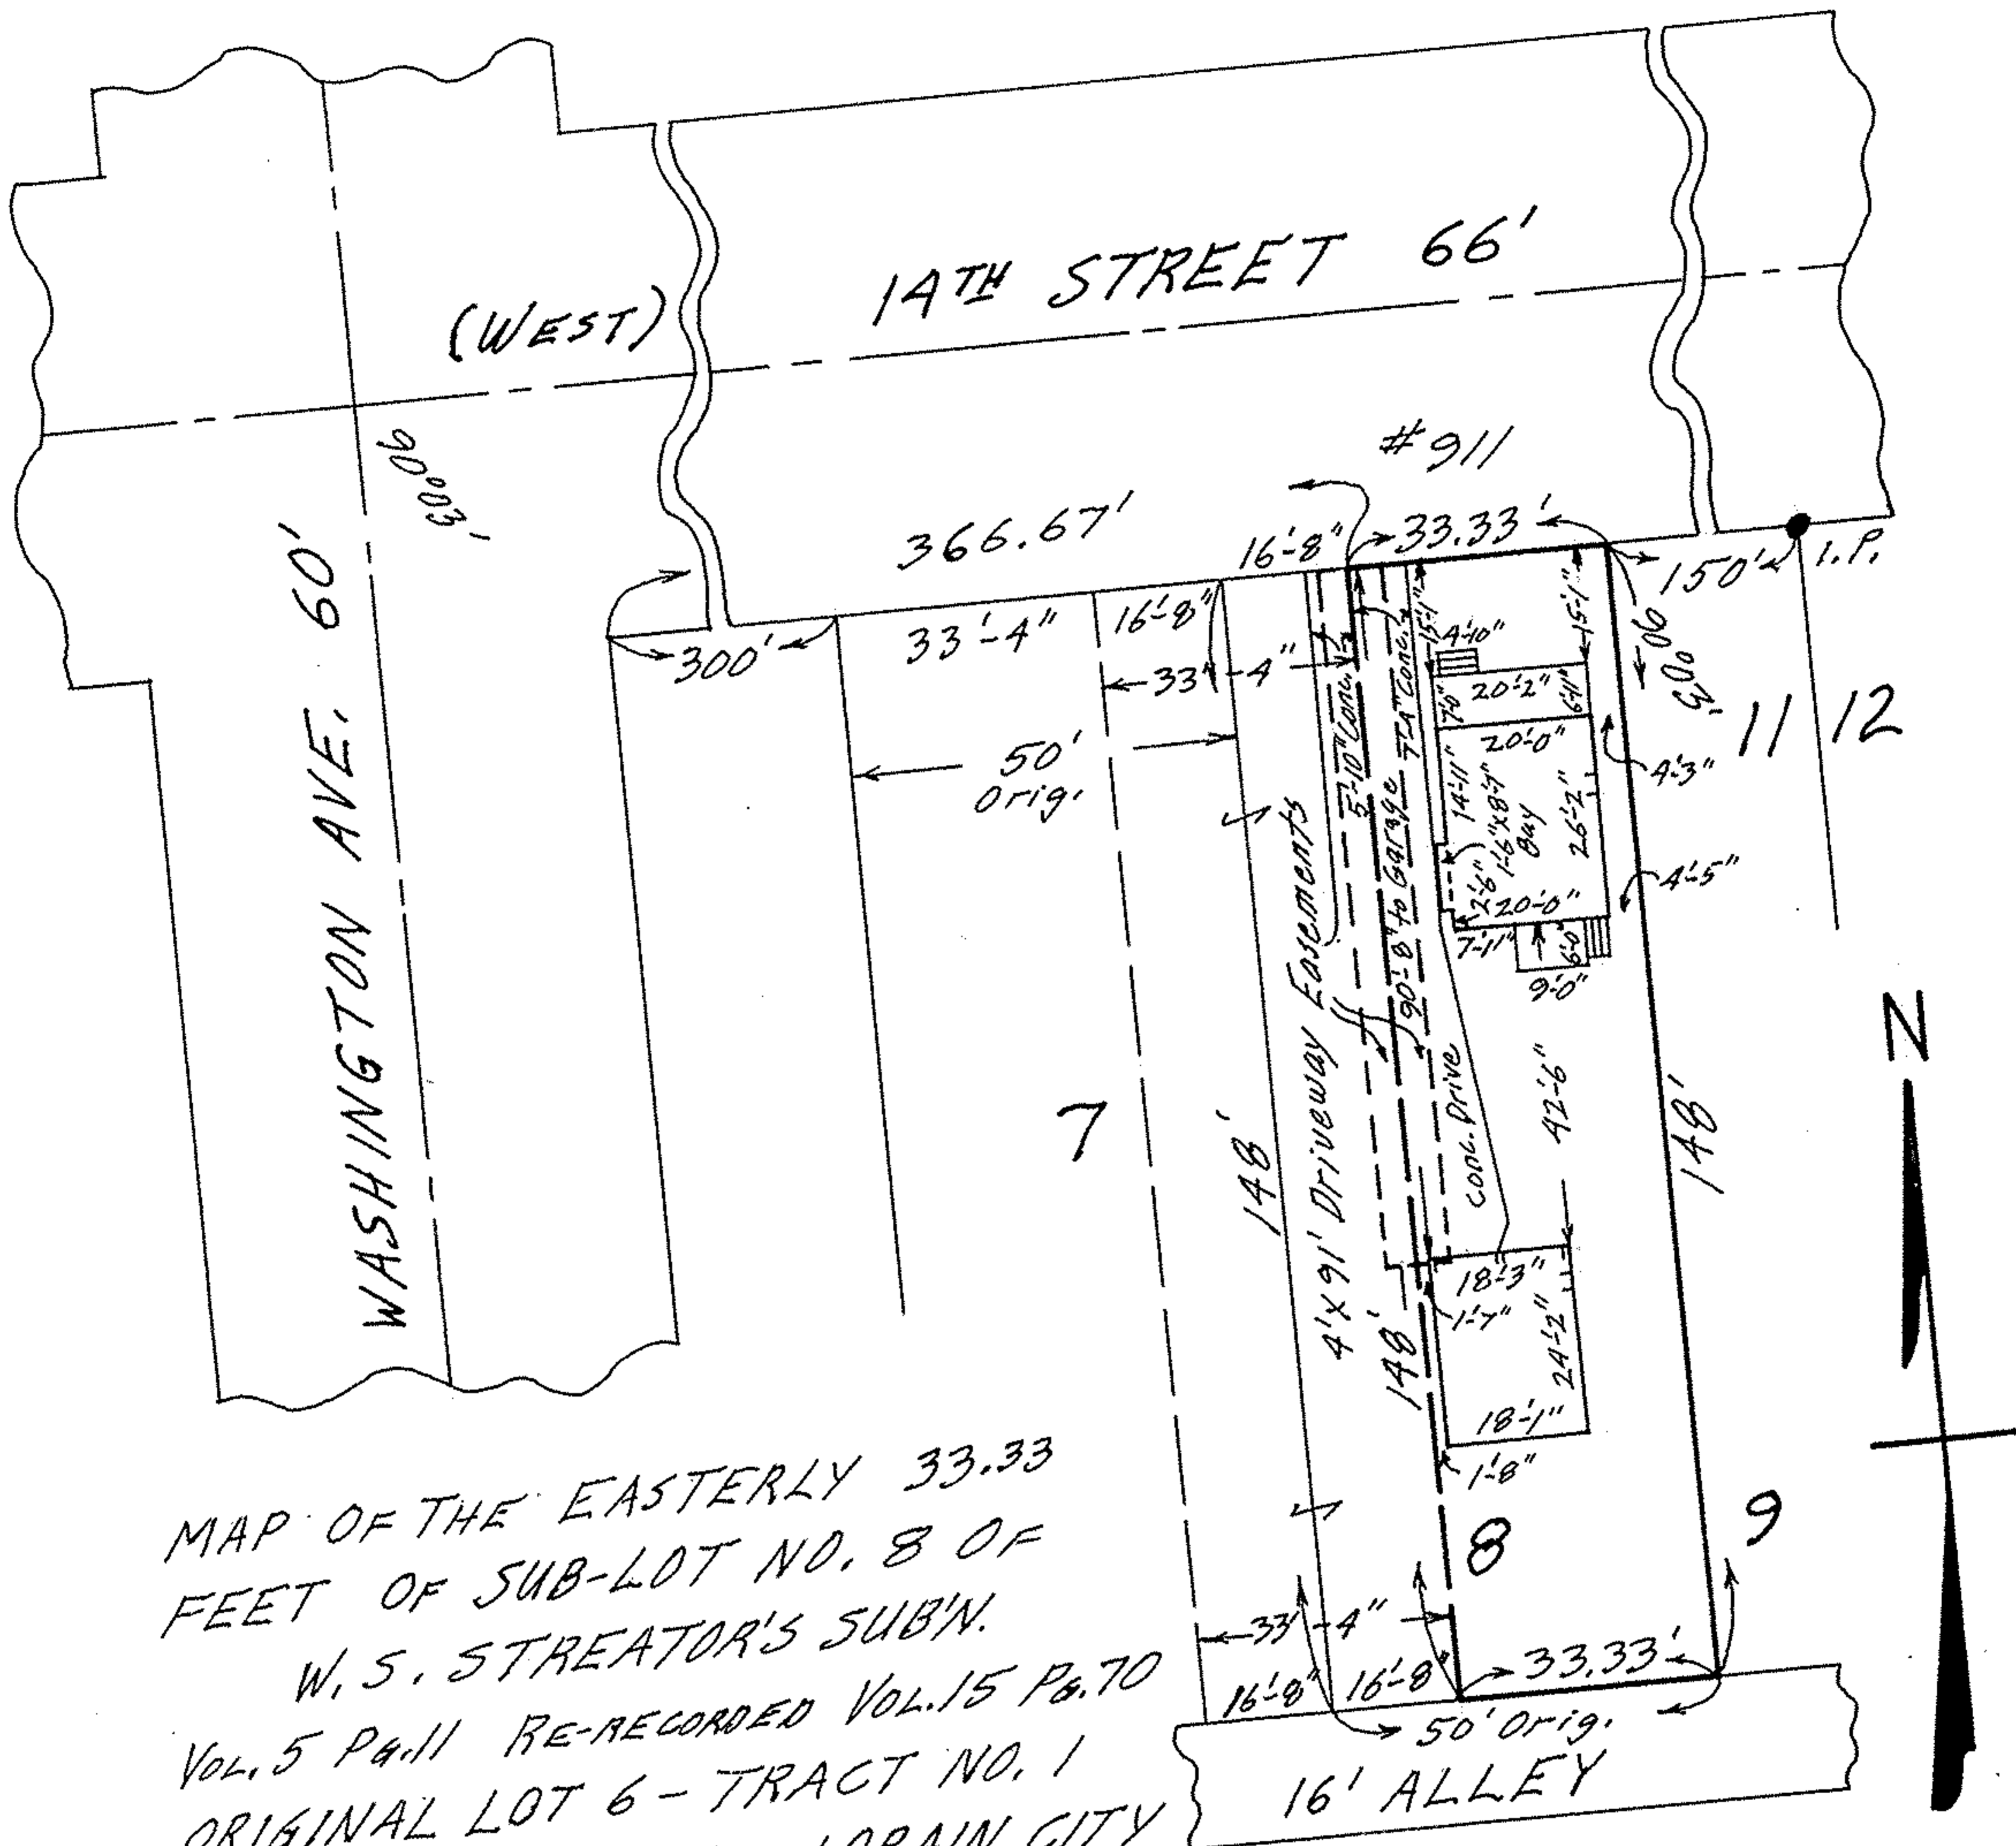 (WEST)
14TH STREET 66'
90°03'
WASHINGTON AVE. 60'
#911
366.67'
16'-8"
33.33'
150'
I.P.
300'
33'-4"
16'-8"
33'-4"
90°03'
11
12
50'
Orig.
5'-10" Conc.
7'-4" Conc.
90'-8" to Garage
15'-1"
15'-1"
4'-10"
20'-2"
7'-0"
6'-11"
20'-0"
4'-3"
14'-11"
1'-6"x8'-7"
Bay
26'-2"
2'-6"
20'-0"
4'-5"
7'-11"
6'-0"
9'-0"
N
7
148'
4'x91' Driveway Easements
Conc. Drive
42'-6"
148'
148'
18'-3"
1'-7"
24'-2"
18'-1"
1'-8"
8
9
33'-4"
16'-8"
16'-8"
33.33'
50' Orig.
16' ALLEY
MAP OF THE EASTERLY 33.33
FEET OF SUB-LOT NO. 8 OF
W.S. STREATOR'S SUB'N.
VOL. 5 PG.11 RE-RECORDED VOL.15 PG.70
ORIGINAL LOT 6 - TRACT NO. 1
LORAIN CITY